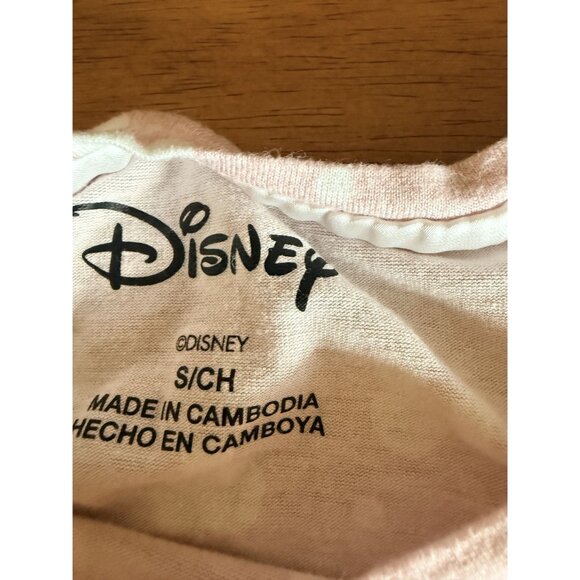 Disney
©DISNEY
S/CH
MADE IN CAMBODIA
HECHO EN CAMBOYA